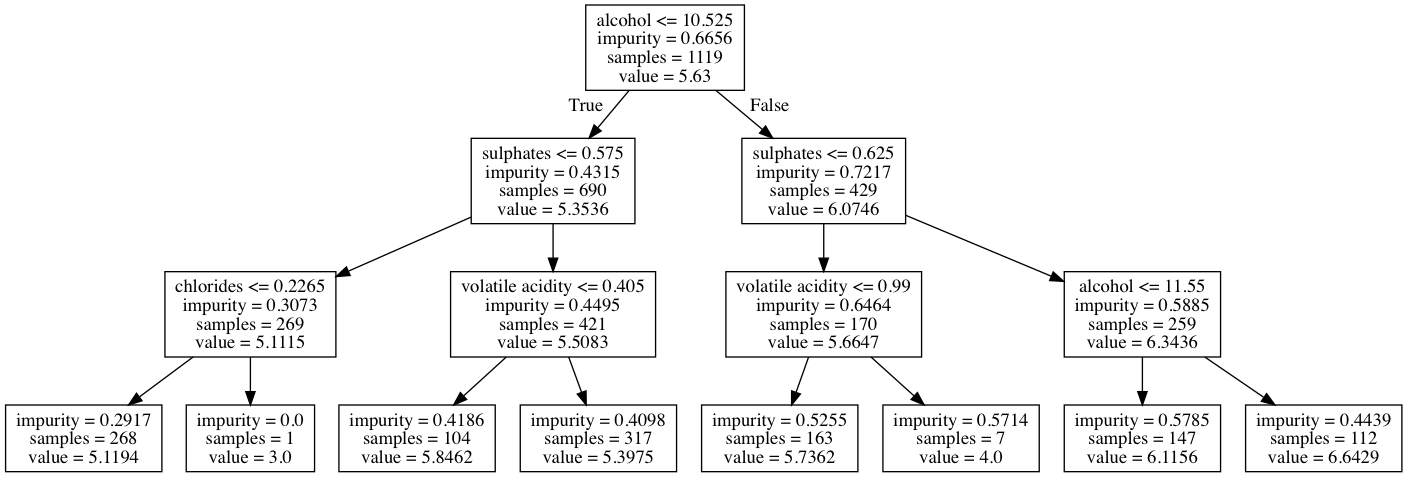 alcohol <= 10.525
impurity = 0.6656
samples = 1119
value = 5.63
True
False
sulphates <= 0.575
impurity = 0.4315
samples = 690
value = 5.3536
sulphates <= 0.625
impurity = 0.7217
samples = 429
value = 6.0746
chlorides <= 0.2265
impurity = 0.3073
samples = 269
value = 5.1115
volatile acidity <= 0.405
impurity = 0.4495
samples = 421
value = 5.5083
volatile acidity <= 0.99
impurity = 0.6464
samples = 170
value = 5.6647
alcohol <= 11.55
impurity = 0.5885
samples = 259
value = 6.3436
impurity = 0.2917
samples = 268
value = 5.1194
impurity = 0.0
samples = 1
value = 3.0
impurity = 0.4186
samples = 104
value = 5.8462
impurity = 0.4098
samples = 317
value = 5.3975
impurity = 0.5255
samples = 163
value = 5.7362
impurity = 0.5714
samples = 7
value = 4.0
impurity = 0.5785
samples = 147
value = 6.1156
impurity = 0.4439
samples = 112
value = 6.6429